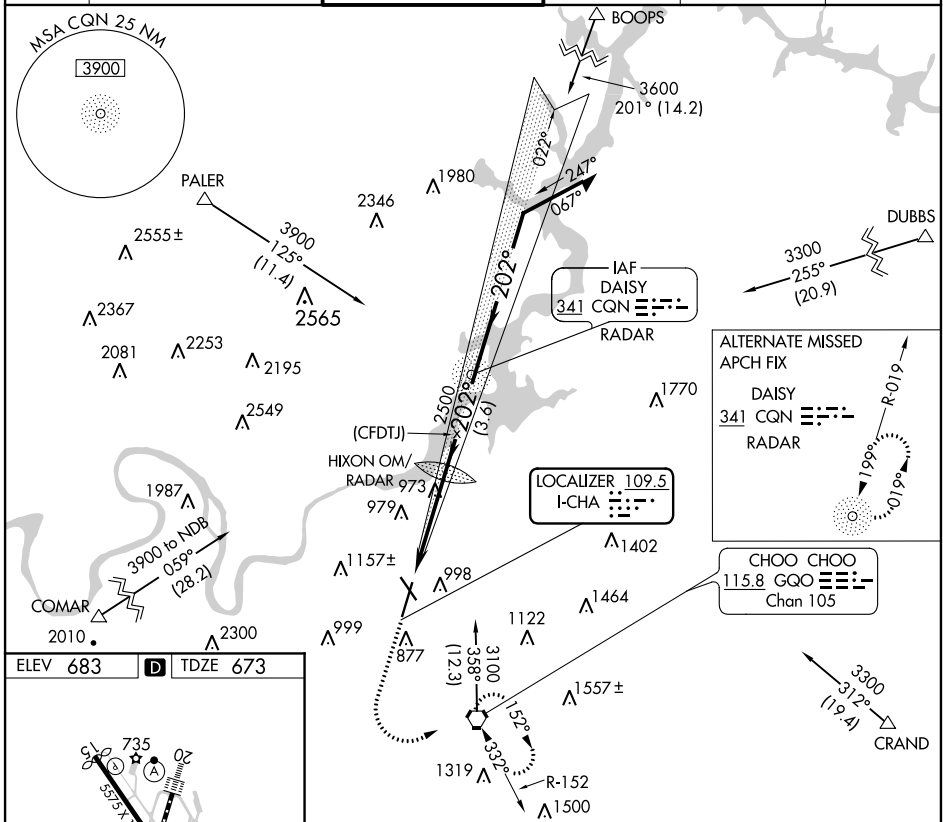 MSA CQN 25 NM
3900
BOOPS
3600
201° (14.2)
022°
247°
067°
1980
2346
PALER
3900
125°
(11.4)
2555±
2565
2367
2081
2253
2195
2549
DUBBS
3300
255°
(20.9)
202°
IAF
DAISY
341 CQN
RADAR
ALTERNATE MISSED
APCH FIX
DAISY
341 CQN
RADAR
R-019
199°
019°
1770
2500
202°
(3.6)
(CFDTJ)
HIXON OM/
RADAR
973
979
1987
LOCALIZER 109.5
I-CHA
1402
3900 to NDB
059°
(28.2)
COMAR
2010
2300
1157±
998
999
877
1122
1464
CHOO CHOO
115.8 GQO
Chan 105
3100
358°
(12.3)
1557±
152°
332°
R-152
1319
1500
3300
312°
(19.4)
CRAND
ELEV 683
D
TDZE 673
15
735
P
A
20
5575 X